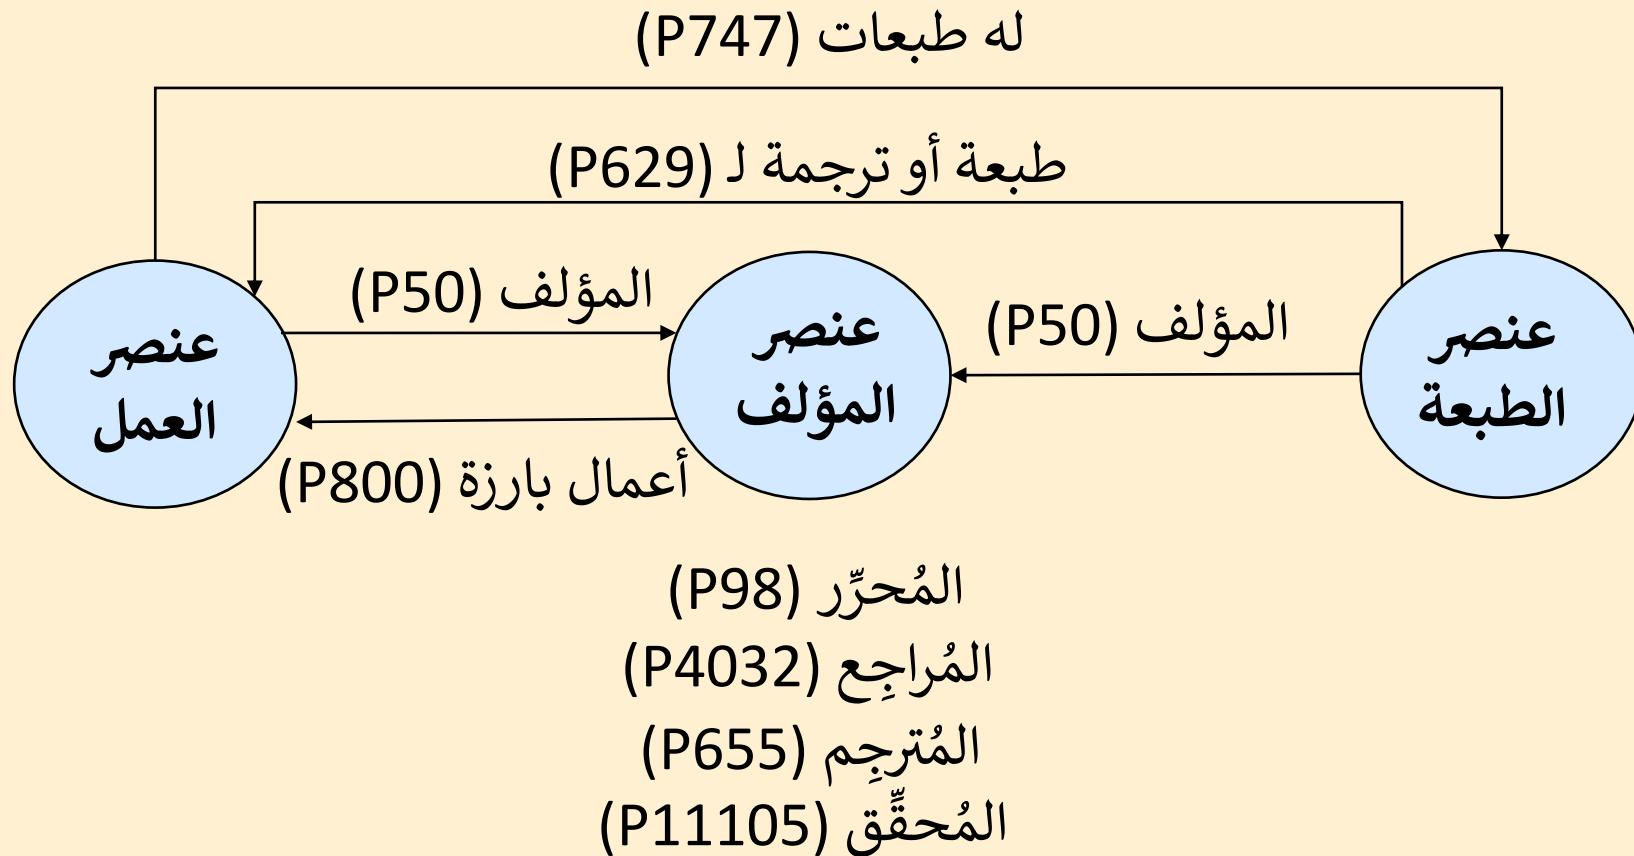 له طبعات (P747)
طبعة أو ترجمة لـ (P629)
المؤلف (P50)
المؤلف (P50)
عنصر
الطبعة
عنصر
المؤلف
عنصر
العمل
أعمال بارزة (P800)
المُحرِّر (P98)
المُراجِع (P4032)
المُترجِم (P655)
المُحقِّق (P11105)